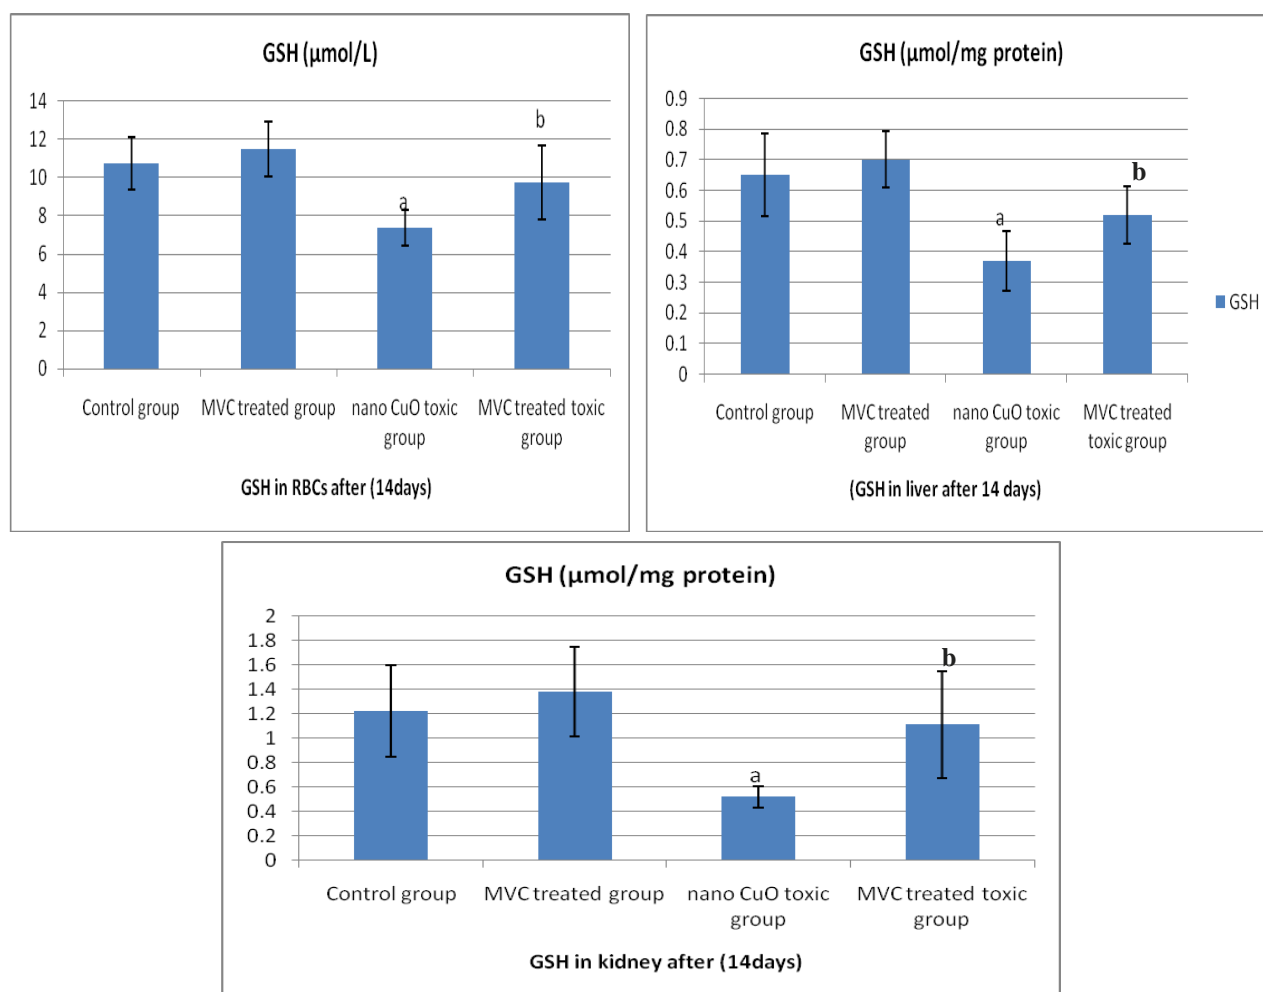 GSH (µmol/L)
14
12
10
8
6
4
2
0
a
b
Control group
MVC treated group
nano CuO toxic
group
MVC treated toxic
group
GSH in RBCs after (14days)
GSH (µmol/mg protein)
0.9
0.8
0.7
0.6
0.5
0.4
0.3
0.2
0.1
0
a
b
Control group
MVC treated
group
nano CuO toxic
group
MVC treated
toxic group
(GSH in liver after 14 days)
GSH
GSH (µmol/mg protein)
2
1.8
1.6
1.4
1.2
1
0.8
0.6
0.4
0.2
0
a
b
Control group
MVC treated group
nano CuO toxic
group
MVC treated toxic
group
GSH in kidney after (14days)